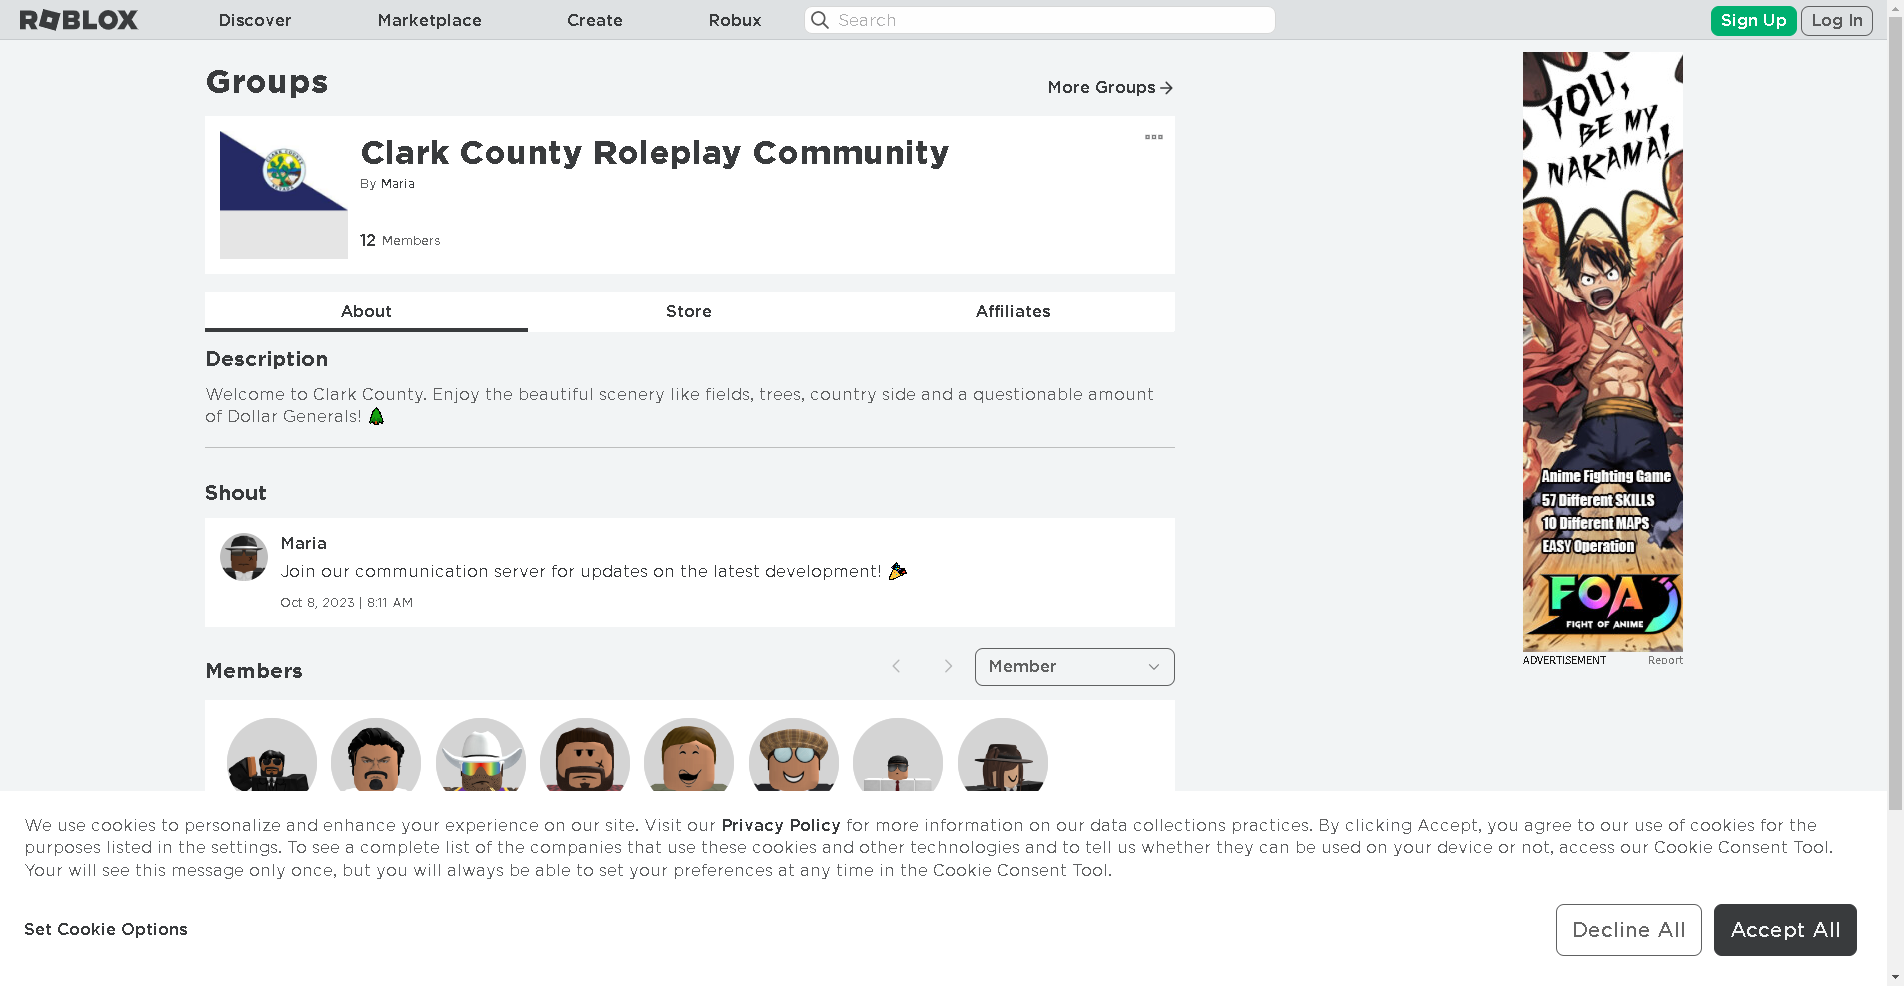 ROBLOX Discover Marketplace Create Robux Search Sign Up Log In
Groups
More Groups
Clark County Roleplay Community
By Maria
12 Members
About Store Affiliates
Description
Welcome to Clark County. Enjoy the beautiful scenery like fields, trees, country side and a questionable amount
of Dollar Generals! 🌲
Shout
Maria
Join our communication server for updates on the latest development! 🎉
Oct 8, 2023 | 8:11 AM
Members
Member
YOU,
BE MY
NAKAMA!
Anime Fighting Game
57 Different SKILLS
10 Different MAPS
EASY Operation
FOA
FIGHT OF ANIME
ADVERTISEMENT Report
We use cookies to personalize and enhance your experience on our site. Visit our Privacy Policy for more information on our data collections practices. By clicking Accept, you agree to our use of cookies for the
purposes listed in the settings. To see a complete list of the companies that use these cookies and other technologies and to tell us whether they can be used on your device or not, access our Cookie Consent Tool.
Your will see this message only once, but you will always be able to set your preferences at any time in the Cookie Consent Tool.
Set Cookie Options
Decline All
Accept All